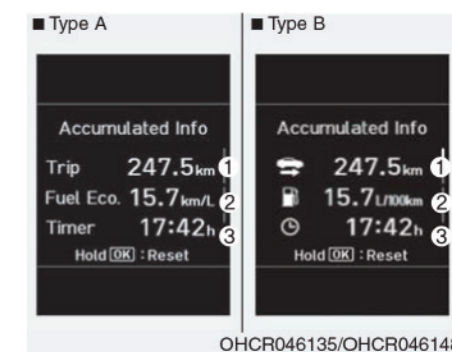 ■ Type A
Accumulated Info
Trip 247.5km ①
Fuel Eco. 15.7km/L ②
Timer 17:42h ③
Hold [OK] : Reset
■ Type B
Accumulated Info
247.5km ①
15.7L/100km ②
17:42h ③
Hold [OK] : Reset
OHCR046135/OHCR046148